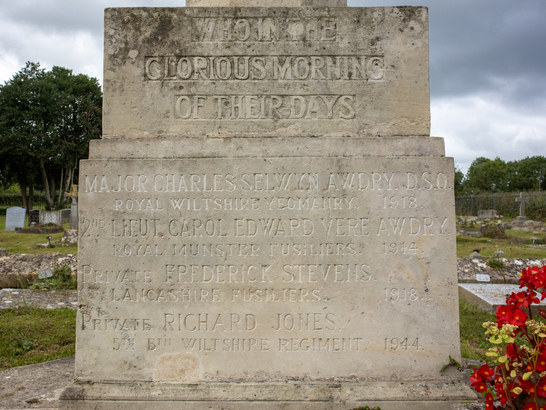 WHO IN THE
GLORIOUS MORNING
OF THEIR DAYS
MAJOR CHARLES SELWYN AWDRY. D.S.O.
ROYAL WILTSHIRE YEOMANRY. 1918.
2ND LIEUT. CAROL EDWARD VERE AWDRY
ROYAL MUNSTER FUSILIERS. 1914.
PRIVATE FREDERICK STEVENS.
LANCASHIRE FUSILIERS. 1918.
PRIVATE RICHARD JONES
5TH BTN WILTSHIRE REGIMENT. 1944.